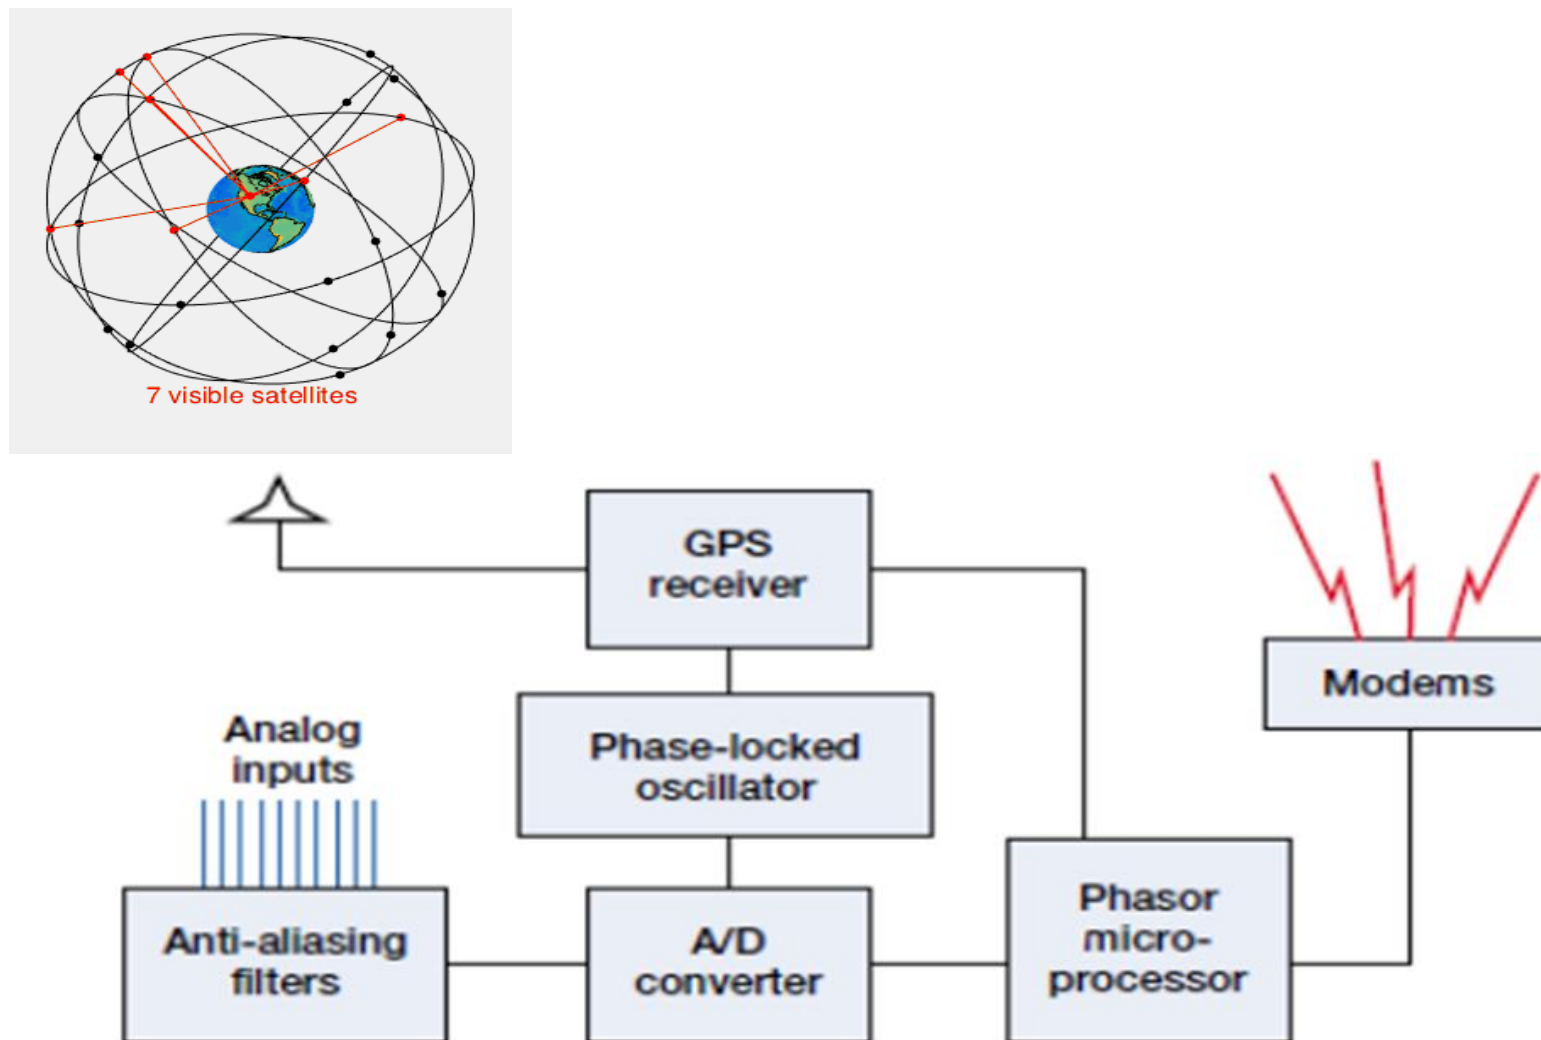 7 visible satellites
GPS
receiver
Modems
Analog
inputs
Phase-locked
oscillator
Anti-aliasing
filters
A/D
converter
Phasor
micro-
processor